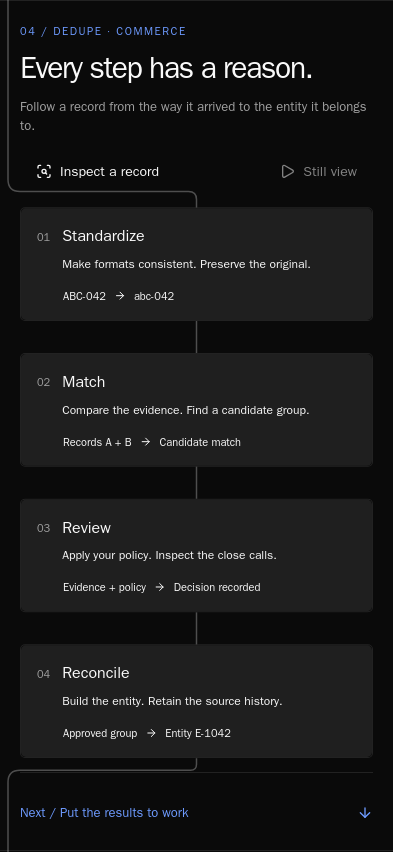 04 / DEDUPE · COMMERCE
Every step has a reason.
Follow a record from the way it arrived to the entity it belongs
to.
Inspect a record
Still view
01 Standardize
Make formats consistent. Preserve the original.
ABC-042 → abc-042
02 Match
Compare the evidence. Find a candidate group.
Records A + B → Candidate match
03 Review
Apply your policy. Inspect the close calls.
Evidence + policy → Decision recorded
04 Reconcile
Build the entity. Retain the source history.
Approved group → Entity E-1042
Next / Put the results to work ↓